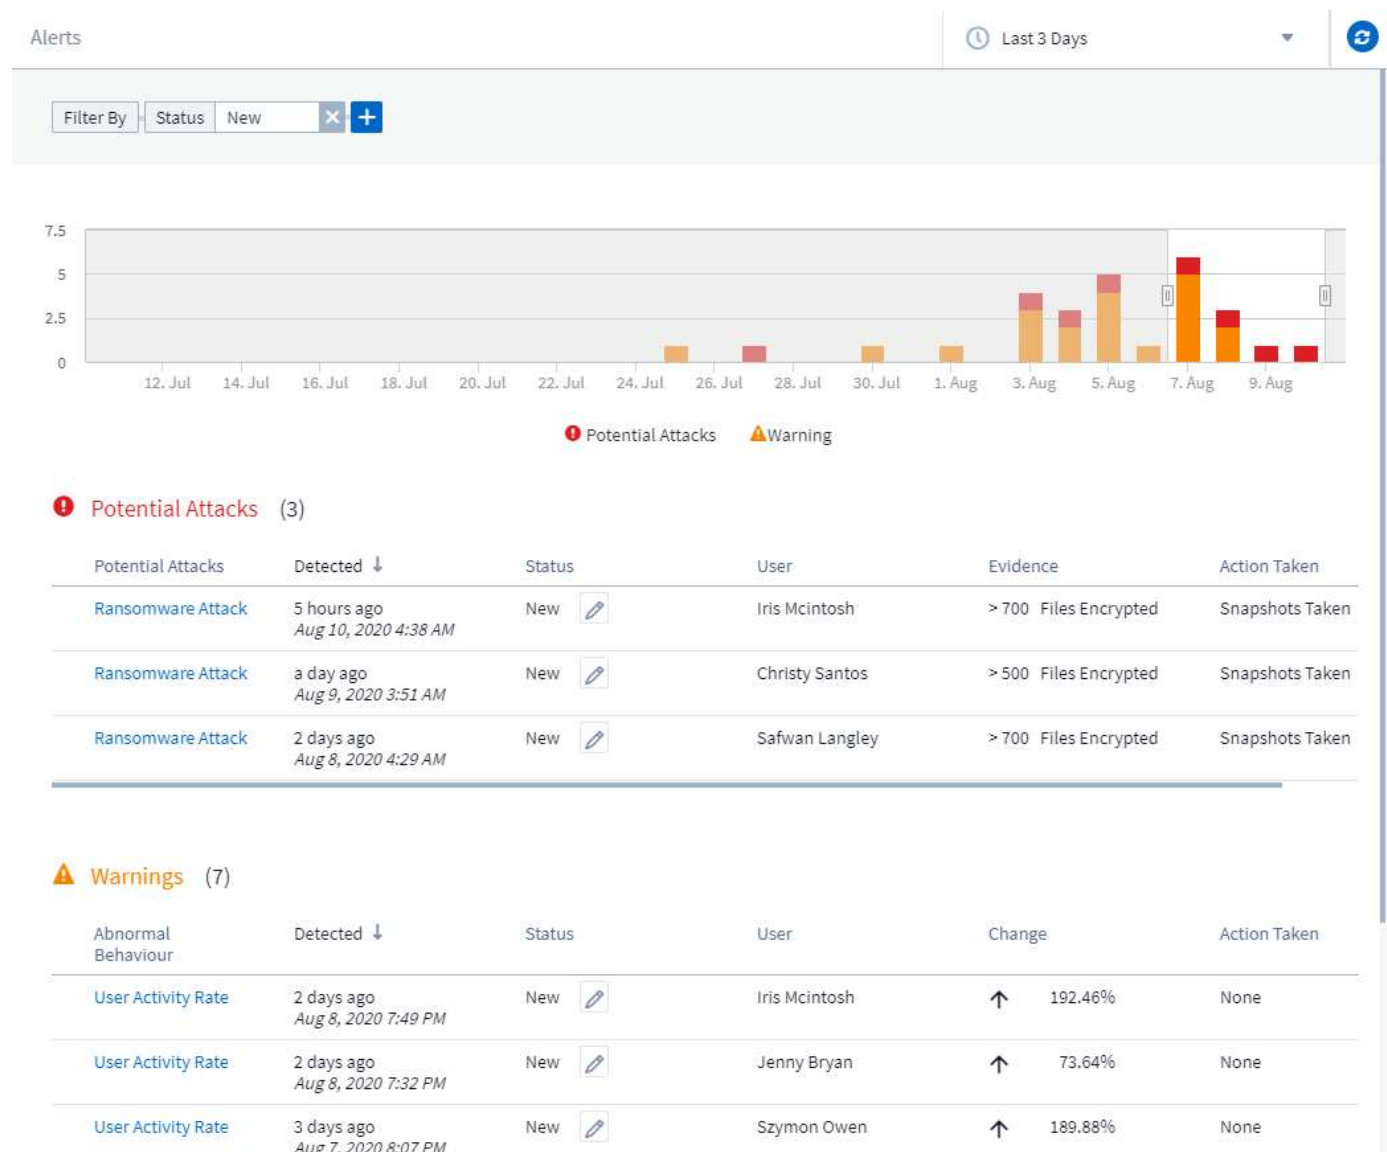 Alerts
Last 3 Days
Filter By Status New
7.5
5
2.5
0
12. Jul 14. Jul 16. Jul 18. Jul 20. Jul 22. Jul 24. Jul 26. Jul 28. Jul 30. Jul 1. Aug 3. Aug 5. Aug 7. Aug 9. Aug
Potential Attacks Warning
Potential Attacks (3)
Potential Attacks Detected Status User Evidence Action Taken
Ransomware Attack 5 hours ago New Iris Mcintosh > 700 Files Encrypted Snapshots Taken
Aug 10, 2020 4:38 AM
Ransomware Attack a day ago New Christy Santos > 500 Files Encrypted Snapshots Taken
Aug 9, 2020 3:51 AM
Ransomware Attack 2 days ago New Safwan Langley > 700 Files Encrypted Snapshots Taken
Aug 8, 2020 4:29 AM
Warnings (7)
Abnormal Detected Status User Change Action Taken
Behaviour
User Activity Rate 2 days ago New Iris Mcintosh 192.46% None
Aug 8, 2020 7:49 PM
User Activity Rate 2 days ago New Jenny Bryan 73.64% None
Aug 8, 2020 7:32 PM
User Activity Rate 3 days ago New Szymon Owen 189.88% None
Aug 7, 2020 8:07 PM